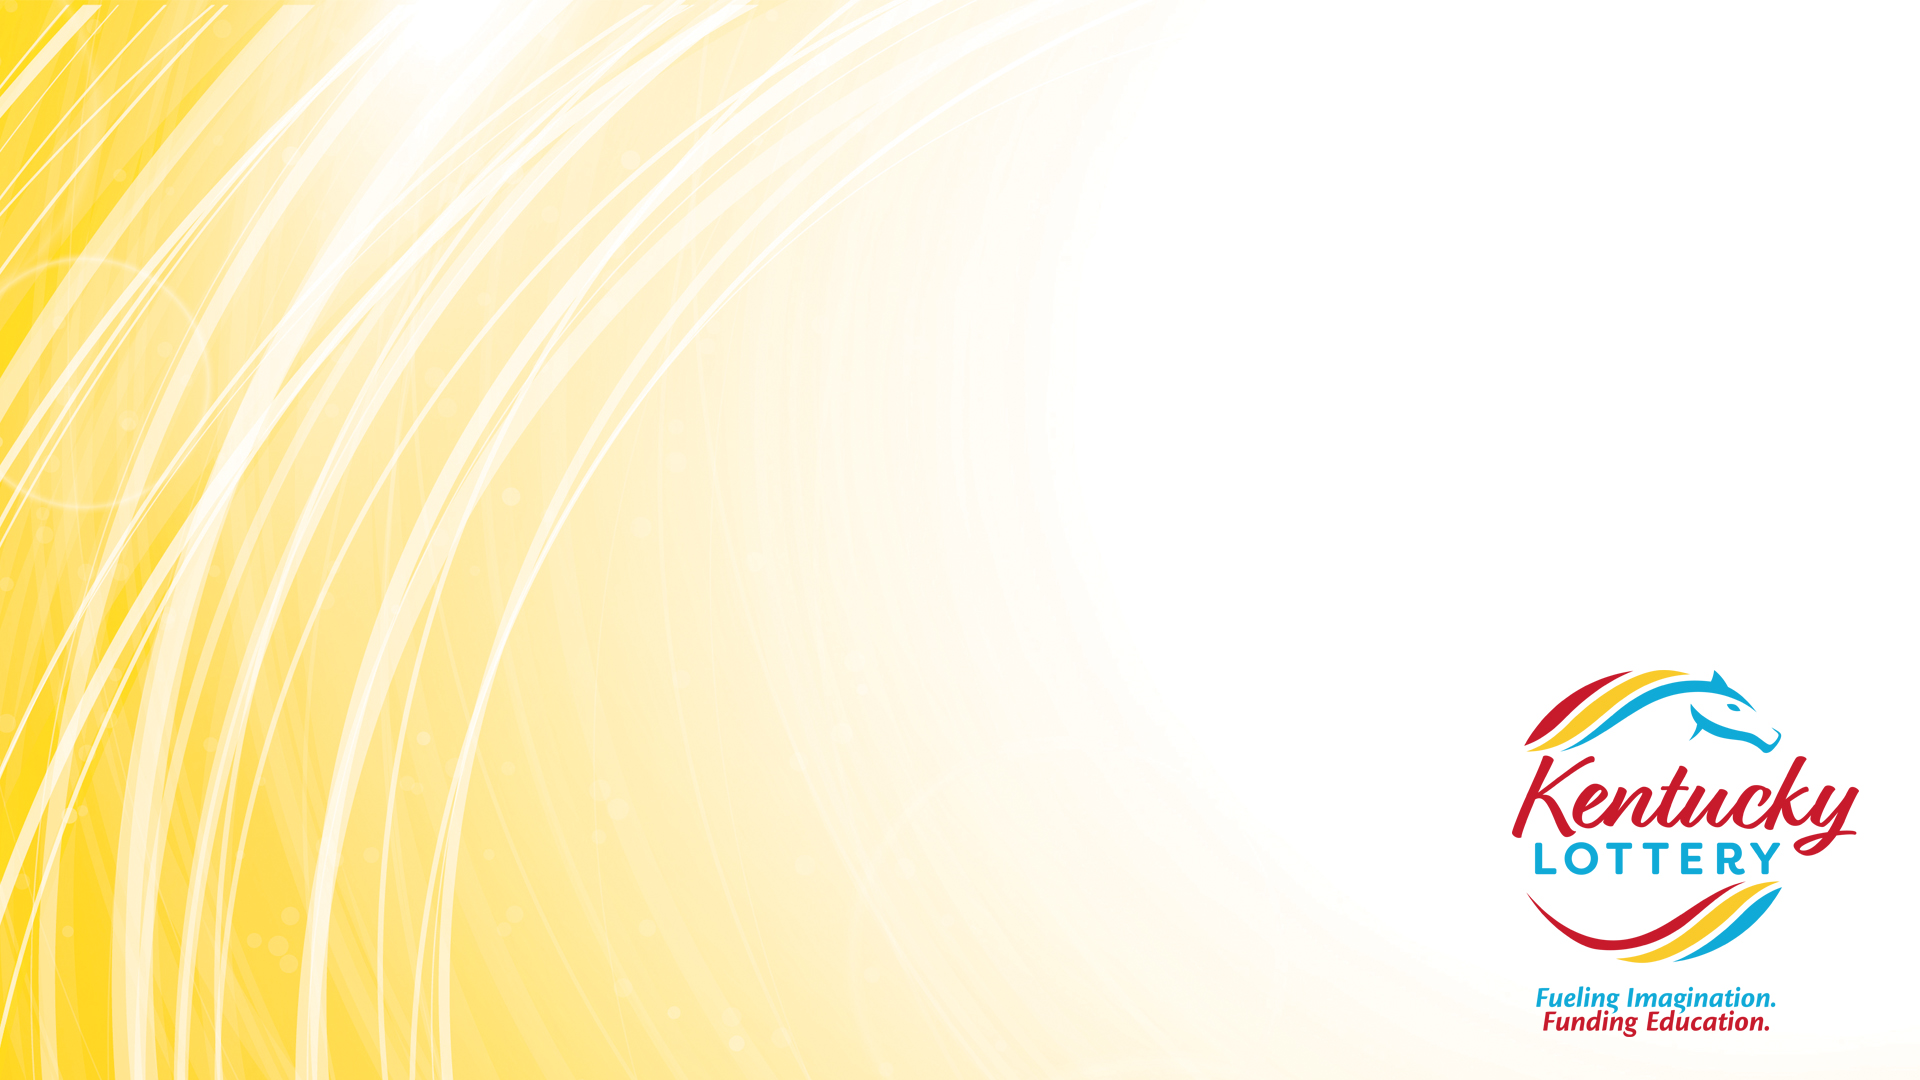 Kentucky
LOTTERY
Fueling Imagination.
Funding Education.